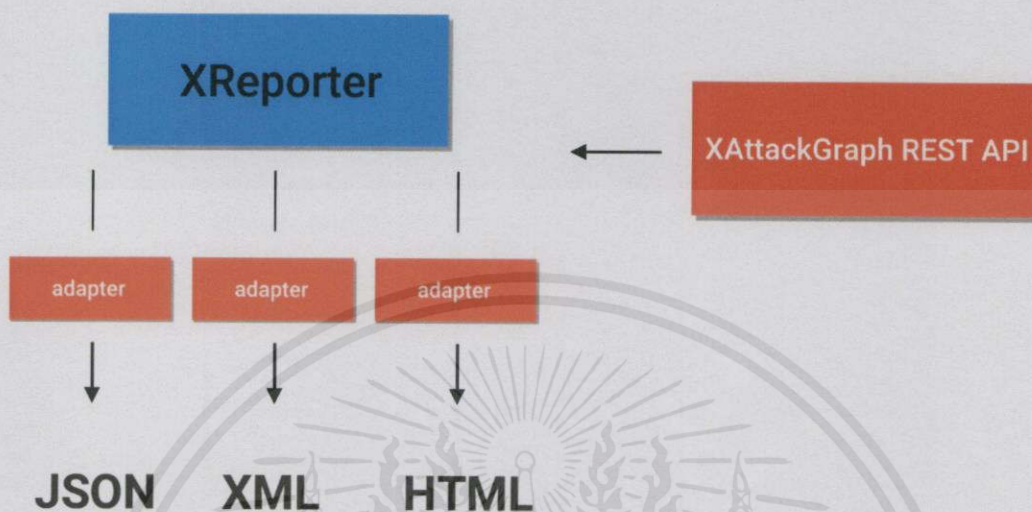 XReporter
XAttackGraph REST API
adapter
adapter
adapter
JSON
XML
HTML